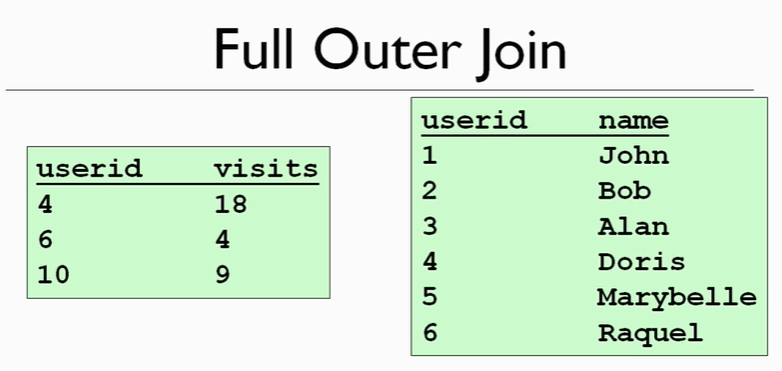 Full Outer Join
userid visits
4 18
6 4
10 9
userid name
1 John
2 Bob
3 Alan
4 Doris
5 Marybelle
6 Raquel